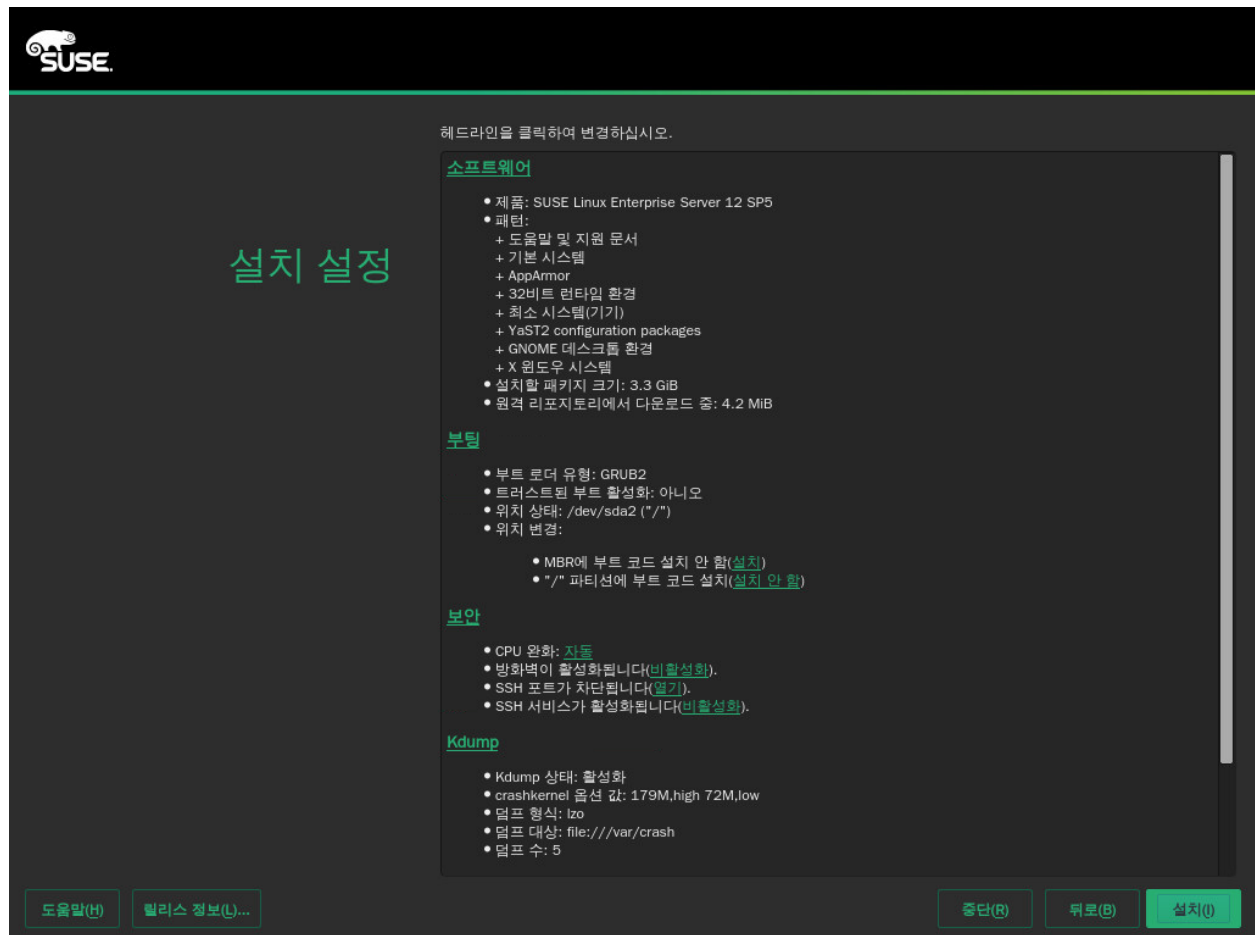 SUSE.
헤드라인을 클릭하여 변경하십시오.
설치 설정
소프트웨어
• 제품: SUSE Linux Enterprise Server 12 SP5
• 패턴:
+ 도움말 및 지원 문서
+ 기본 시스템
+ AppArmor
+ 32비트 런타임 환경
+ 최소 시스템(기기)
+ YaST2 configuration packages
+ GNOME 데스크톱 환경
+ X 윈도우 시스템
• 설치할 패키지 크기: 3.3 GiB
• 원격 리포지토리에서 다운로드 중: 4.2 MiB
부팅
• 부트 로더 유형: GRUB2
• 트러스트된 부트 활성화: 아니오
• 위치 상태: /dev/sda2 ("/")
• 위치 변경:
• MBR에 부트 코드 설치 안 함(설치)
• "/" 파티션에 부트 코드 설치(설치 안 함)
보안
• CPU 완화: 자동
• 방화벽이 활성화됩니다(비활성화).
• SSH 포트가 차단됩니다(열기).
• SSH 서비스가 활성화됩니다(비활성화).
Kdump
• Kdump 상태: 활성화
• crashkernel 옵션 값: 179M,high 72M,low
• 덤프 형식: lzo
• 덤프 대상: file:///var/crash
• 덤프 수: 5
도움말(H) 릴리스 정보(L)... 중단(R) 뒤로(B) 설치(I)